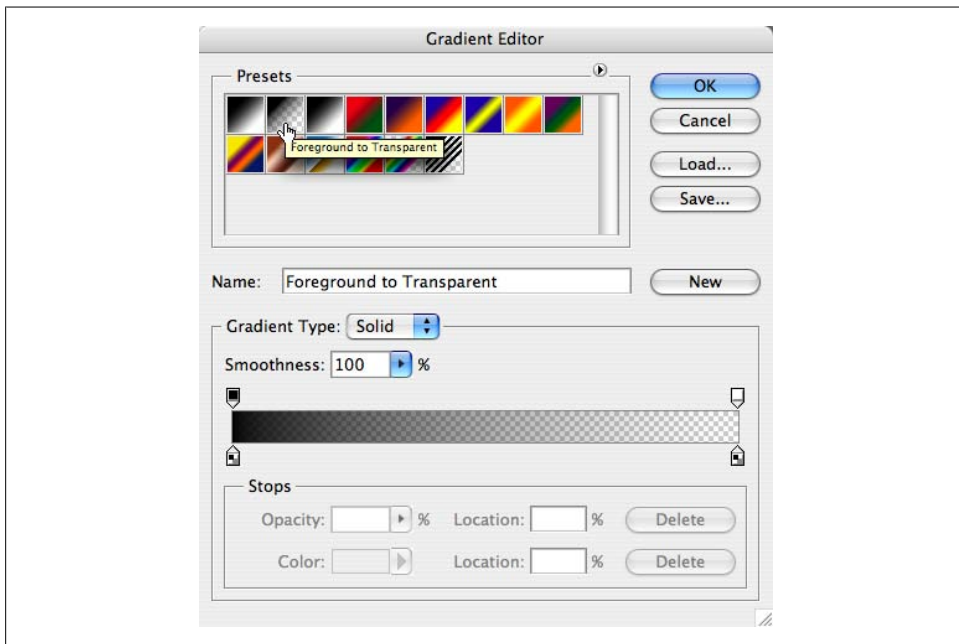 Gradient Editor
Presets
OK
Cancel
Foreground to Transparent
Load...
Save...
Name: Foreground to Transparent
New
Gradient Type: Solid
Smoothness: 100 %
Stops
Opacity: % Location: % Delete
Color: Location: % Delete